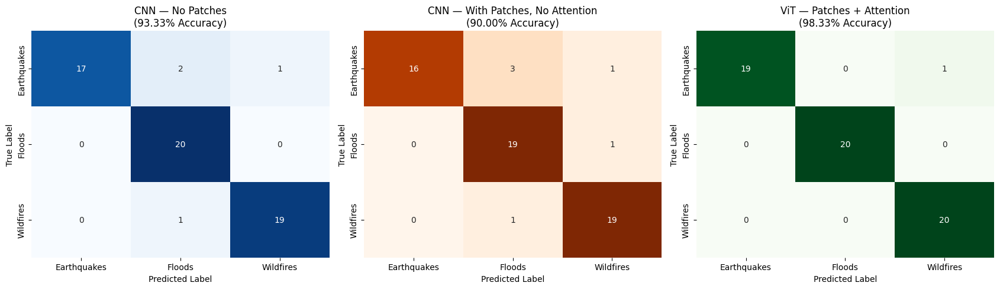 CNN — No Patches
(93.33% Accuracy)
True Label
Earthquakes
17 2 1
Floods
0 20 0
Wildfires
0 1 19
Earthquakes Floods Wildfires
Predicted Label
CNN — With Patches, No Attention
(90.00% Accuracy)
True Label
Earthquakes
16 3 1
Floods
0 19 1
Wildfires
0 1 19
Earthquakes Floods Wildfires
Predicted Label
ViT — Patches + Attention
(98.33% Accuracy)
True Label
Earthquakes
19 0 1
Floods
0 20 0
Wildfires
0 0 20
Earthquakes Floods Wildfires
Predicted Label